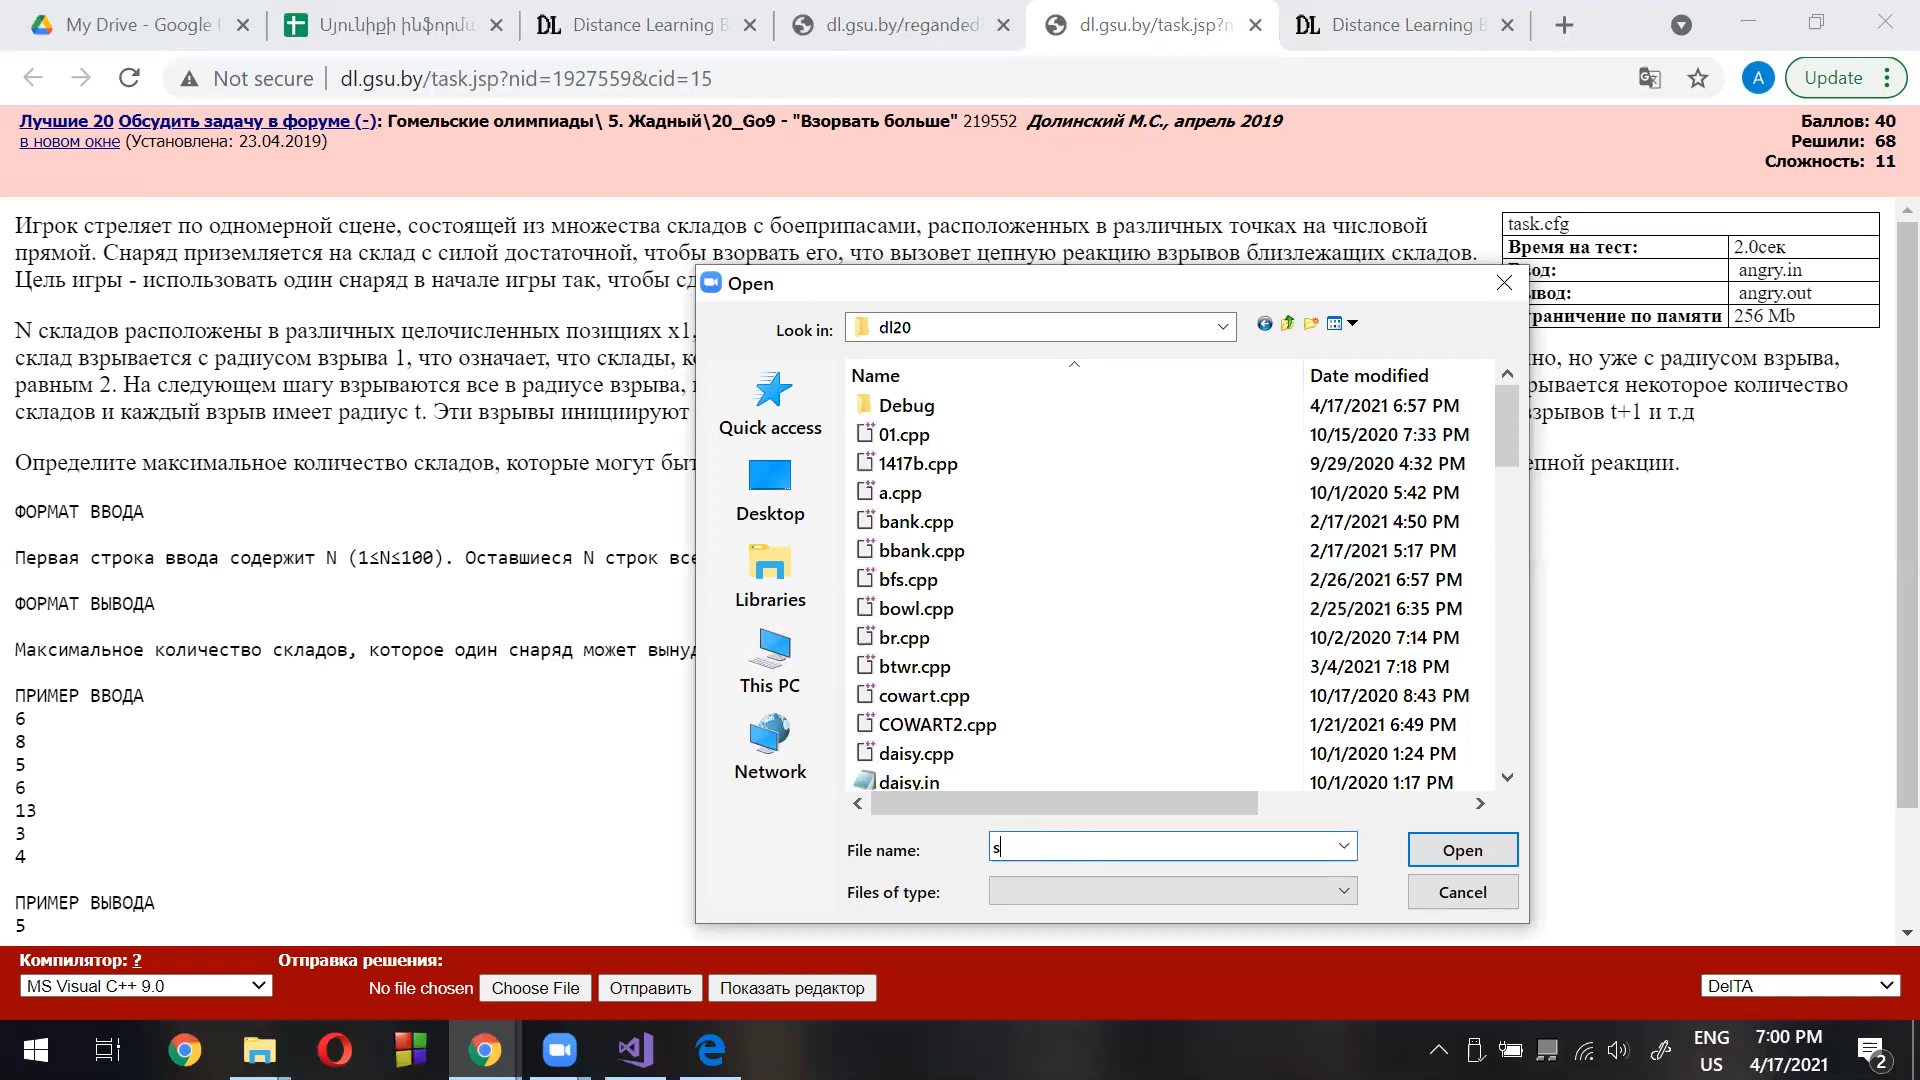 My Drive - Google
Այունիքի ինֆորմա
Distance Learning B
dl.gsu.by/reganded
dl.gsu.by/task.jsp?n
Distance Learning B
Not secure | dl.gsu.by/task.jsp?nid=1927559&cid=15
A
Update
Лучшие 20 Обсудить задачу в форуме (-): Гомельские олимпиады\ 5. Жадный\20_Go9 - "Взорвать больше" 219552 Долинский М.С., апрель 2019
в новом окне (Установлена: 23.04.2019)
Баллов: 40
Решили: 68
Сложность: 11
Игрок стреляет по одномерной сцене, состоящей из множества складов с боеприпасами, расположенных в различных точках на числовой
прямой. Снаряд приземляется на склад с силой достаточной, чтобы взорвать его, что вызовет цепную реакцию взрывов близлежащих складов.
Цель игры - использовать один снаряд в начале игры так, чтобы сд
task.cfg
Время на тест: 2.0сек
вод: angry.in
ывод: angry.out
граничение по памяти 256 Mb
N складов расположены в различных целочисленных позициях x1,
склад взрывается с радиусом взрыва 1, что означает, что склады, ко
но, но уже с радиусом взрыва,
равным 2. На следующем шагу взрываются все в радиусе взрыва,
рывается некоторое количество
складов и каждый взрыв имеет радиус t. Эти взрывы инициируют
взрывов t+1 и т.д
Определите максимальное количество складов, которые могут быт
епной реакции.
ФОРМАТ ВВОДА
Первая строка ввода содержит N (1≤N≤100). Оставшиеся N строк все
ФОРМАТ ВЫВОДА
Максимальное количество складов, которое один снаряд может вынуд
ПРИМЕР ВВОДА
6
8
5
6
13
3
4
ПРИМЕР ВЫВОДА
5
Open
Look in: dl20
Quick access
Desktop
Libraries
This PC
Network
Name Date modified
Debug 4/17/2021 6:57 PM
01.cpp 10/15/2020 7:33 PM
1417b.cpp 9/29/2020 4:32 PM
a.cpp 10/1/2020 5:42 PM
bank.cpp 2/17/2021 4:50 PM
bbank.cpp 2/17/2021 5:17 PM
bfs.cpp 2/26/2021 6:57 PM
bowl.cpp 2/25/2021 6:35 PM
br.cpp 10/2/2020 7:14 PM
btwr.cpp 3/4/2021 7:18 PM
cowart.cpp 10/17/2020 8:43 PM
COWART2.cpp 1/21/2021 6:49 PM
daisy.cpp 10/1/2020 1:24 PM
daisy.in 10/1/2020 1:17 PM
File name: s
Open
Files of type:
Cancel
Компилятор: ? Отправка решения:
MS Visual C++ 9.0 No file chosen Choose File Отправить Показать редактор DelTA
ENG
US
7:00 PM
4/17/2021
2